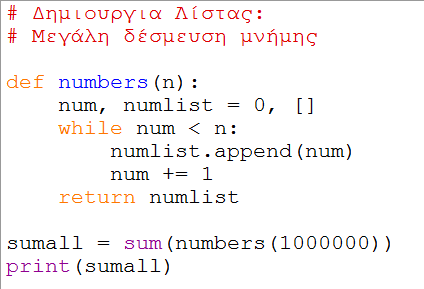 # Δημιουργια Λίστας:
# Μεγάλη δέσμευση μνήμης

def numbers(n):
    num, numlist = 0, []
    while num < n:
        numlist.append(num)
        num += 1
    return numlist

sumall = sum(numbers(1000000))
print(sumall)